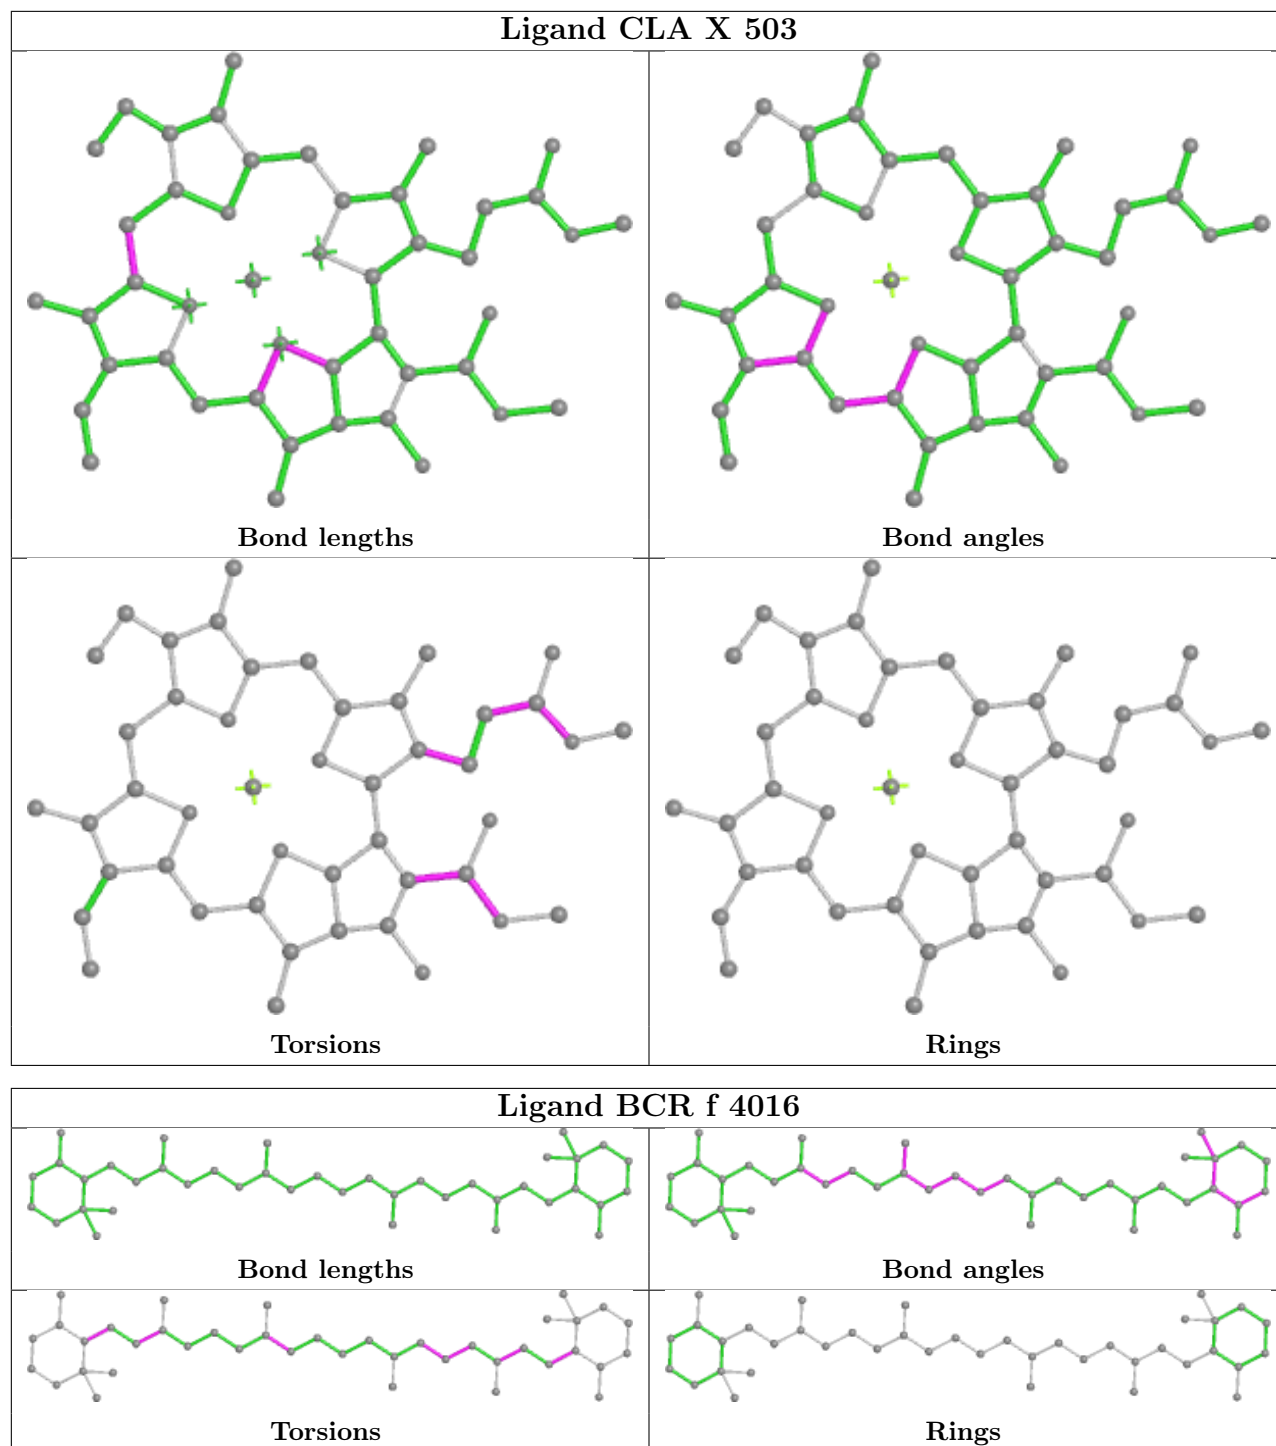 Ligand CLA X 503
Bond lengths
Bond angles
Torsions
Rings
Ligand BCR f 4016
Bond lengths
Bond angles
Torsions
Rings